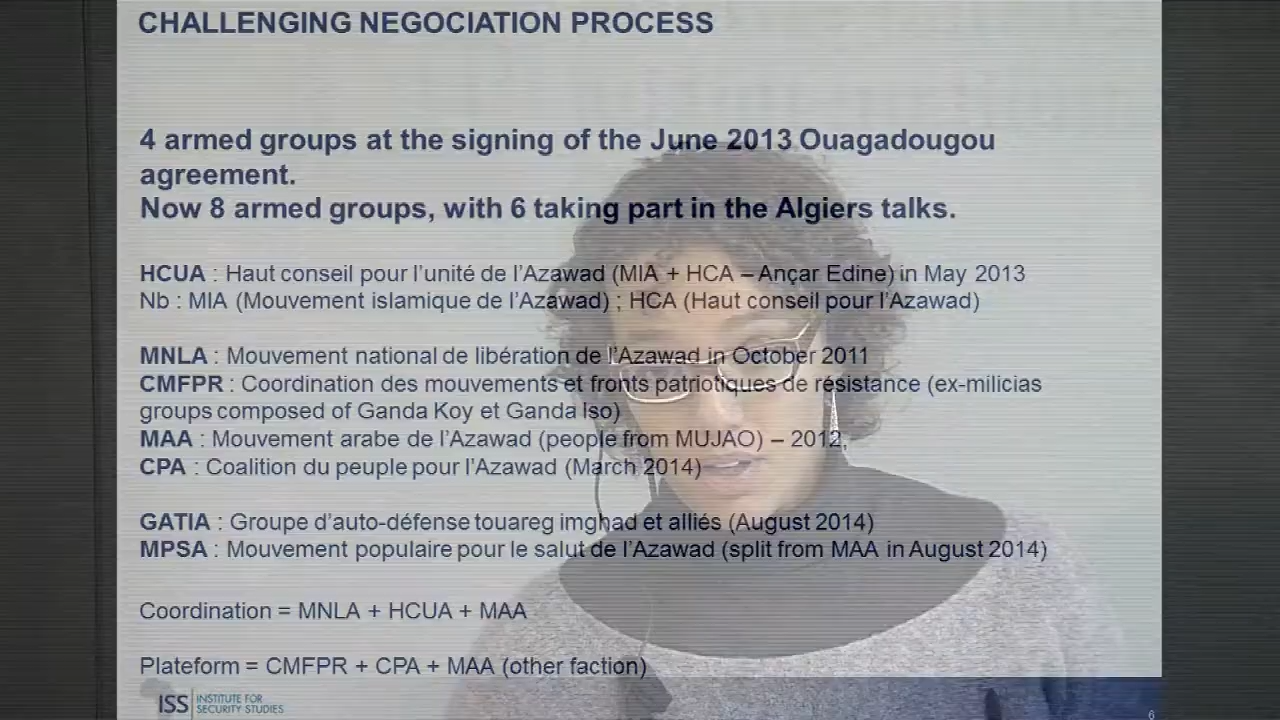 CHALLENGING NEGOCIATION PROCESS
4 armed groups at the signing of the June 2013 Ouagadougou
agreement.
Now 8 armed groups, with 6 taking part in the Algiers talks.
HCUA : Haut conseil pour l'unité de l'Azawad (MIA + HCA – Ançar Edine) in May 2013
Nb : MIA (Mouvement islamique de l'Azawad) ; HCA (Haut conseil pour l'Azawad)
MNLA : Mouvement national de libération de l'Azawad in October 2011
CMFPR : Coordination des mouvements et fronts patriotiques de résistance (ex-milicias
groups composed of Ganda Koy et Ganda Iso)
MAA : Mouvement arabe de l'Azawad (people from MUJAO) – 2012,
CPA : Coalition du peuple pour l'Azawad (March 2014)
GATIA : Groupe d'auto-défense touareg imghad et alliés (August 2014)
MPSA : Mouvement populaire pour le salut de l'Azawad (split from MAA in August 2014)
Coordination = MNLA + HCUA + MAA
Plateform = CMFPR + CPA + MAA (other faction)
ISS INSTITUTE FOR
SECURITY STUDIES
6